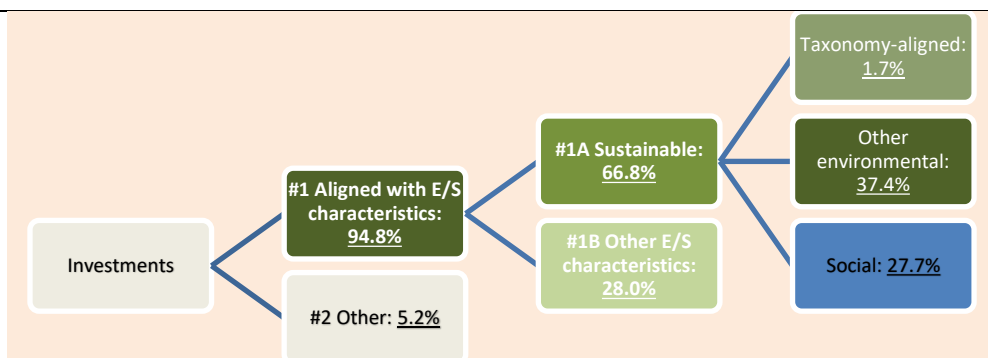 Investments
#1 Aligned with E/S
characteristics:
94.8%
#2 Other: 5.2%
#1A Sustainable:
66.8%
#1B Other E/S
characteristics:
28.0%
Taxonomy-aligned:
1.7%
Other
environmental:
37.4%
Social: 27.7%